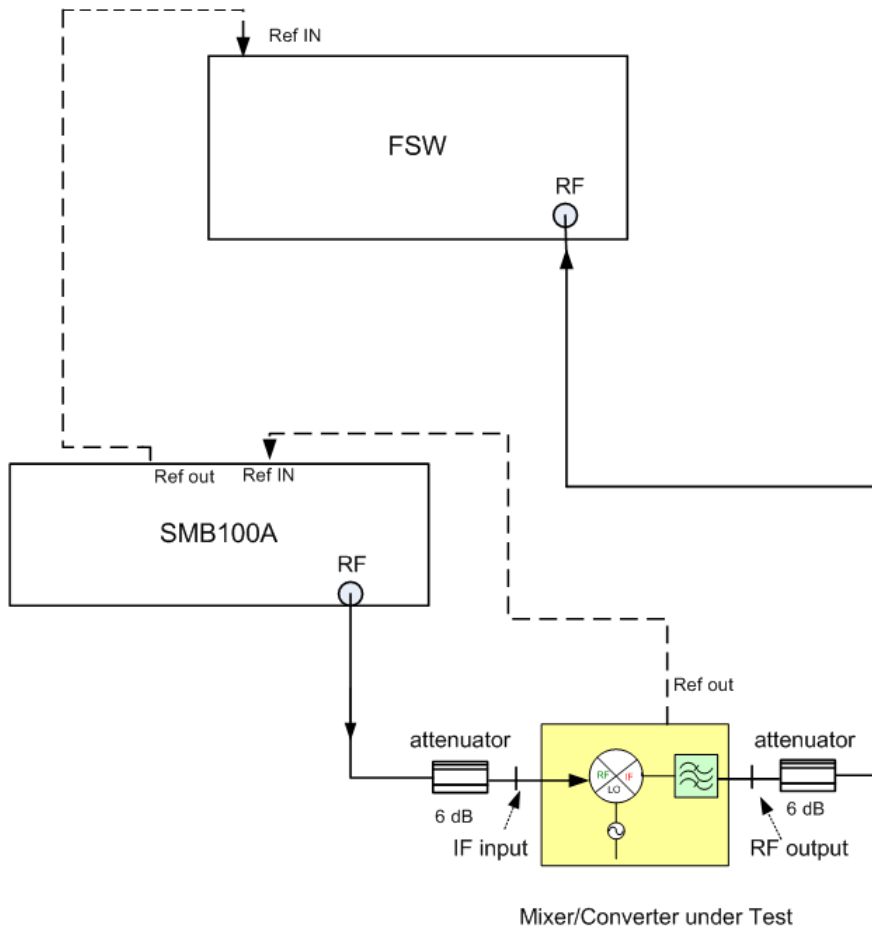 Ref IN
FSW
RF
Ref out
Ref IN
SMB100A
RF
Ref out
attenuator
attenuator
RF
IF
LO
6 dB
6 dB
IF input
RF output
Mixer/Converter under Test